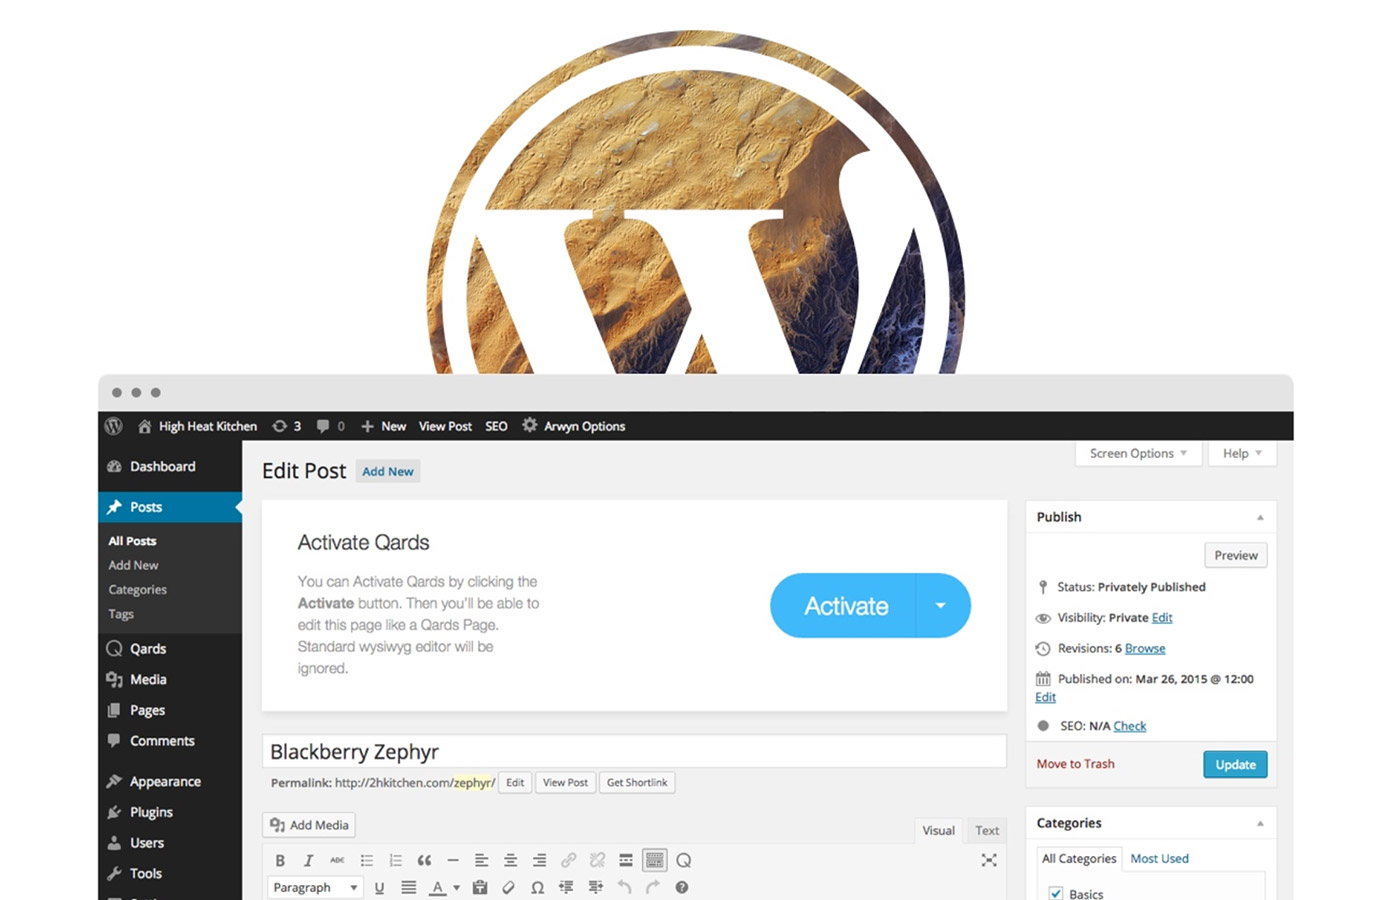 High Heat Kitchen 3 0 New View Post SEO Arwyn Options
Dashboard
Posts
All Posts
Add New
Categories
Tags
Qards
Media
Pages
Comments
Appearance
Plugins
Users
Tools
Screen Options Help
Edit Post Add New
Activate Qards
You can Activate Qards by clicking the
Activate button. Then you'll be able to
edit this page like a Qards Page.
Standard wysiwyg editor will be
ignored.
Activate
Blackberry Zephyr
Permalink: http://2hkitchen.com/zephyr/ Edit View Post Get Shortlink
Add Media
Visual Text
B I ABC
Paragraph U A Ω
Publish
Preview
Status: Privately Published
Visibility: Private Edit
Revisions: 6 Browse
Published on: Mar 26, 2015 @ 12:00
Edit
SEO: N/A Check
Move to Trash Update
Categories
All Categories Most Used
Basics